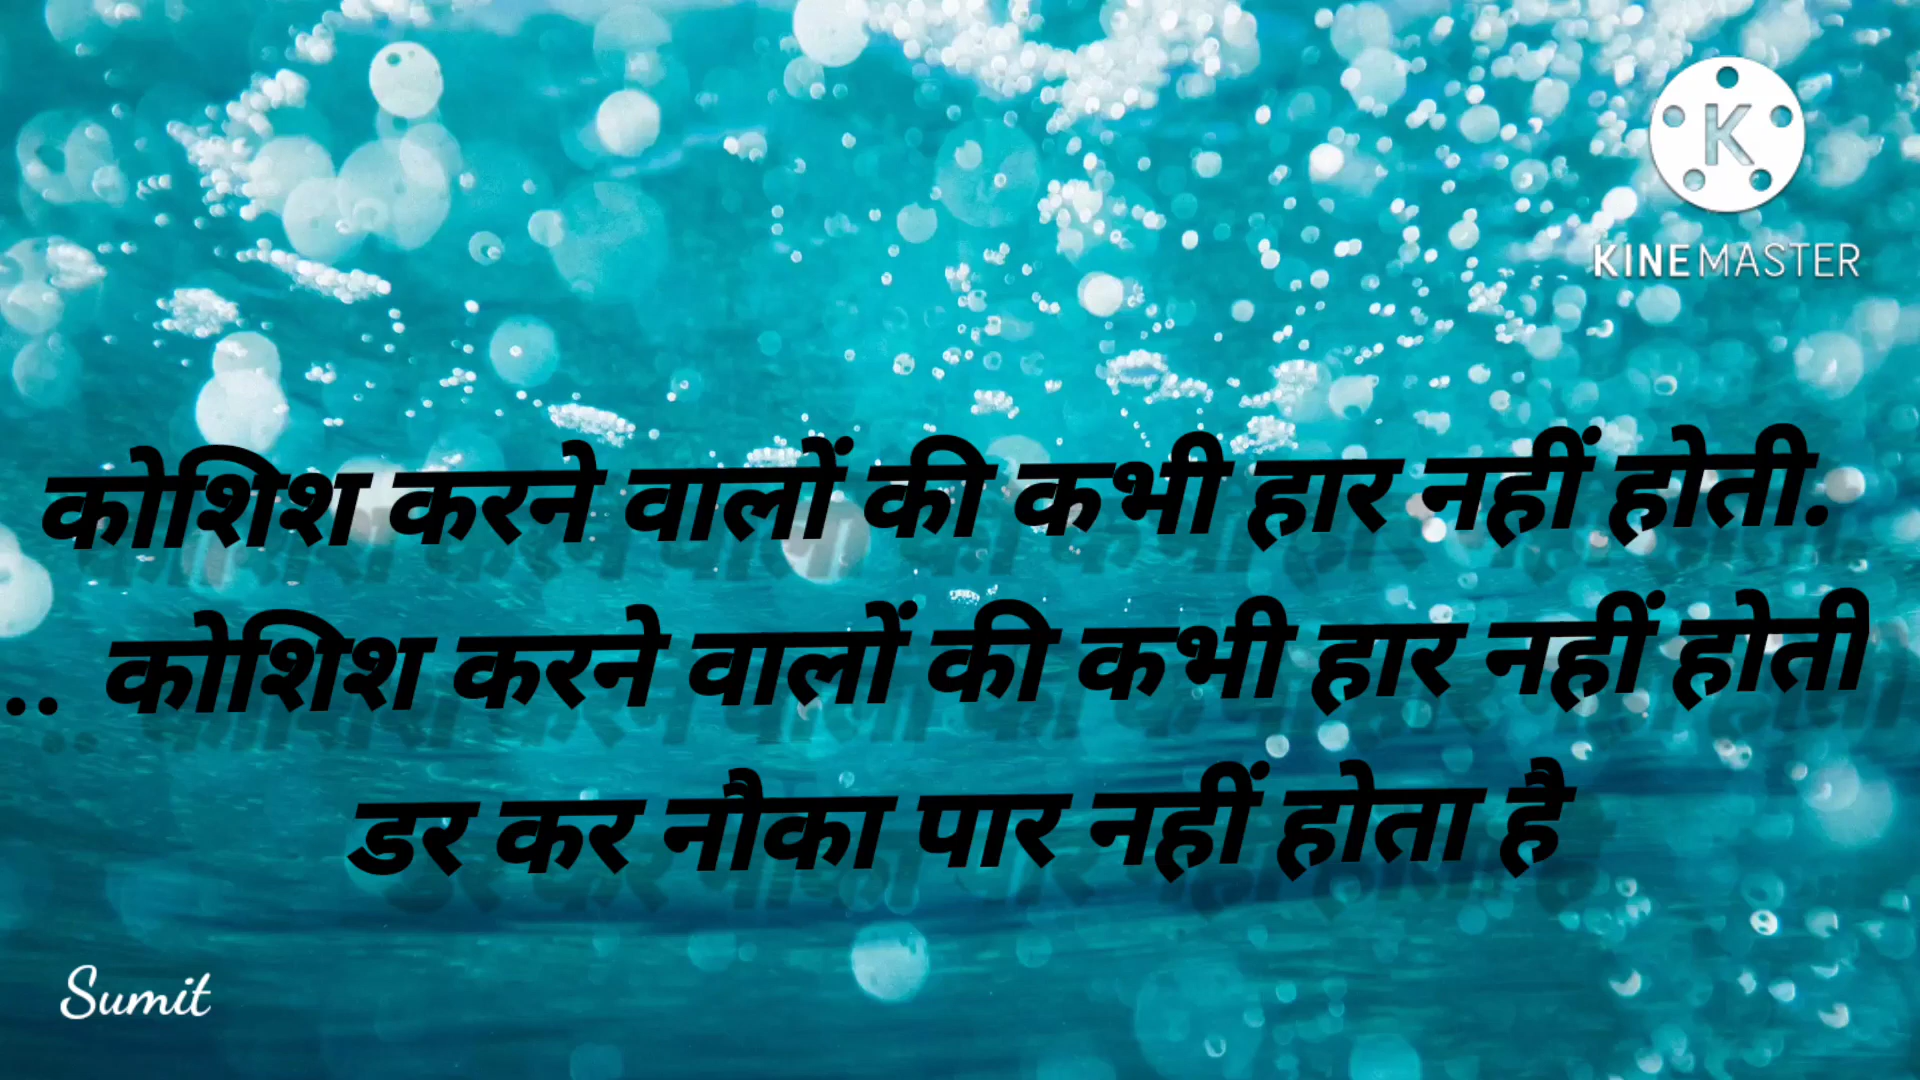 KINEMASTER
कोशिश करने वालों की कभी हार नहीं होती.
.. कोशिश करने वालों की कभी हार नहीं होती
डर कर नौका पार नहीं होता है
Sumit